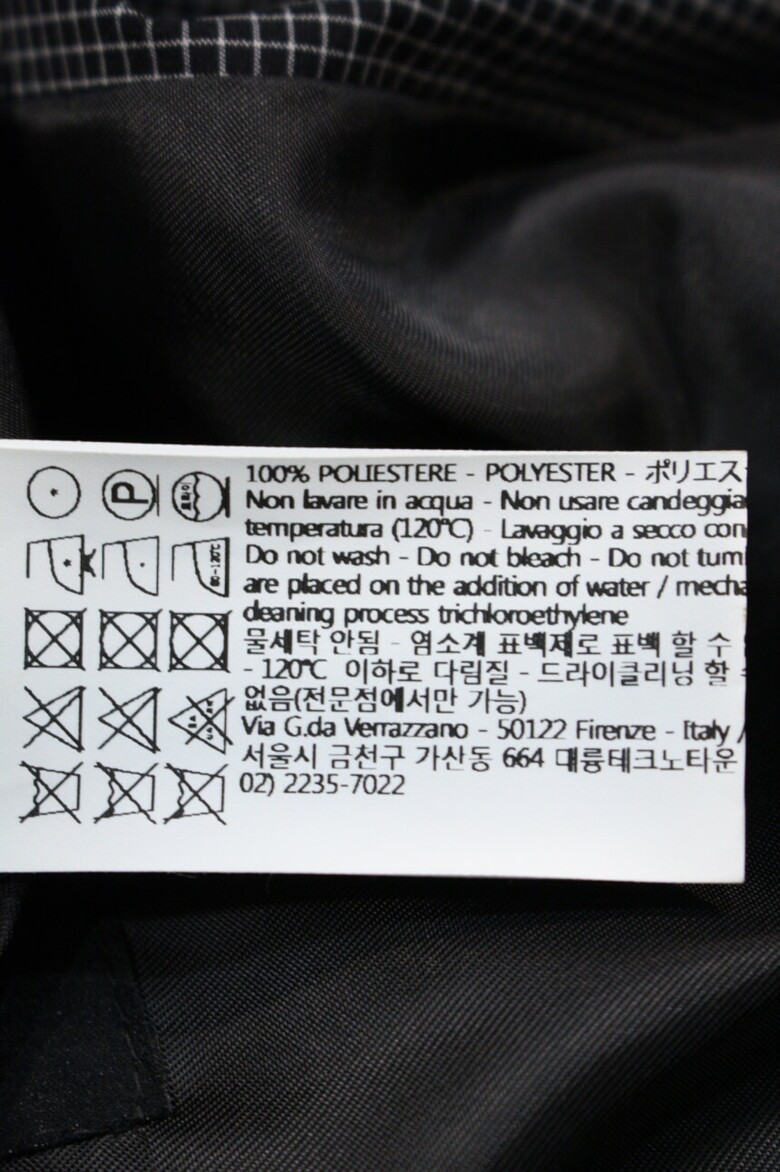 P
100% POLIESTERE - POLYESTER - ポリエス
Non lavare in acqua - Non usare candeggia
temperatura (120°C) - Lavaggio a secco con
Do not wash - Do not bleach - Do not tum
are placed on the addition of water / mecha
cleaning process trichloroethylene
물세탁 안됨 - 염소계 표백제로 표백 할 수
- 120°C 이하로 다림질 - 드라이클리닝 할
없음(전문점에서만 가능)
Via G.da Verrazzano - 50122 Firenze - Italy /
서울시 금천구 가산동 664 대륭테크노타운
02) 2235-7022